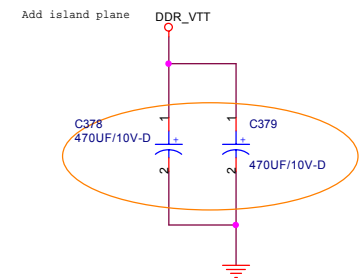 Add island plane
DDR_VTT
C378
470UF/10V-D
1
+
2
C379
470UF/10V-D
1
+
2